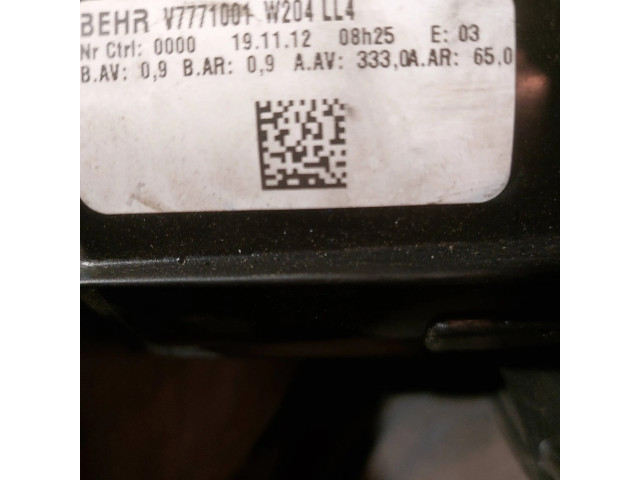 BEHR V7771001 W204 LL4
Nr Ctrl: 0000 19.11.12 08h25 E: 03
B.AV: 0,9 B.AR: 0,9 A.AV: 333,0A.AR: 65,0